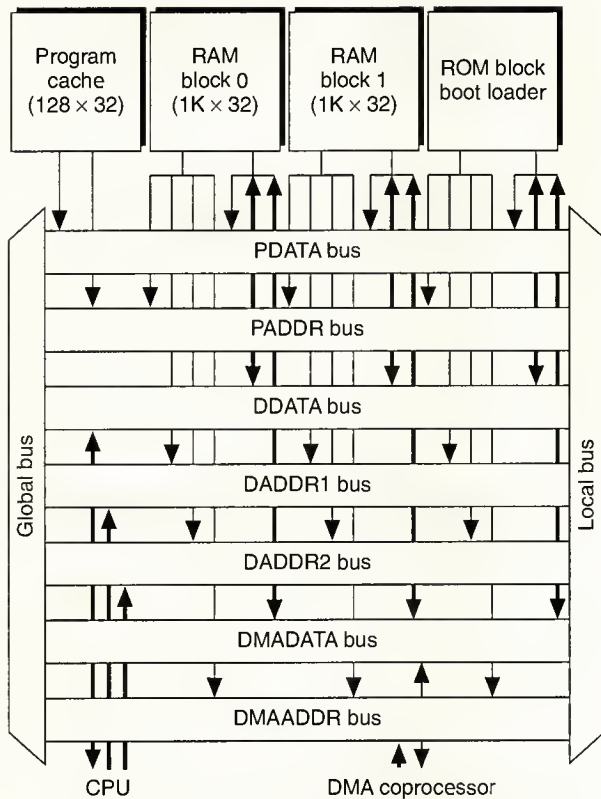 Program
cache
(128 × 32)
RAM
block 0
(1K × 32)
RAM
block 1
(1K × 32)
ROM block
boot loader
PDATA bus
PADDR bus
DDATA bus
DADDR1 bus
DADDR2 bus
DMADATA bus
DMAADDR bus
Global bus
Local bus
CPU
DMA coprocessor